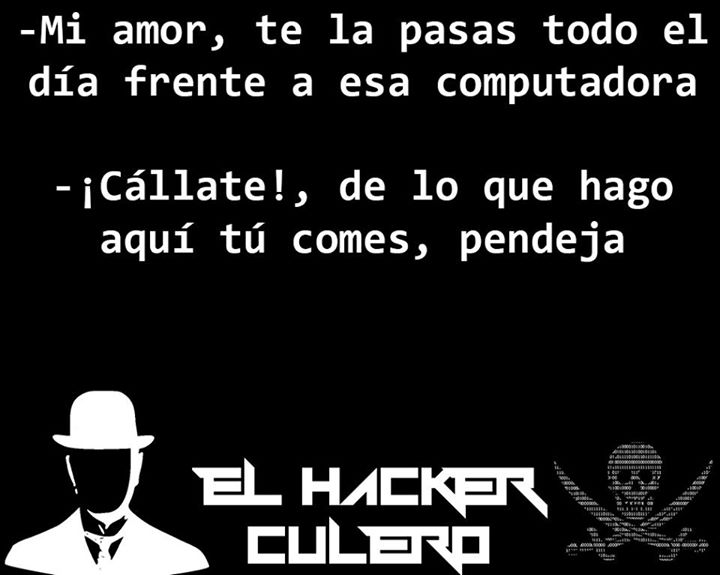 -Mi amor, te la pasas todo el
día frente a esa computadora
-¡Cállate!, de lo que hago
aquí tú comes, pendeja
EL HACKER
CULERO